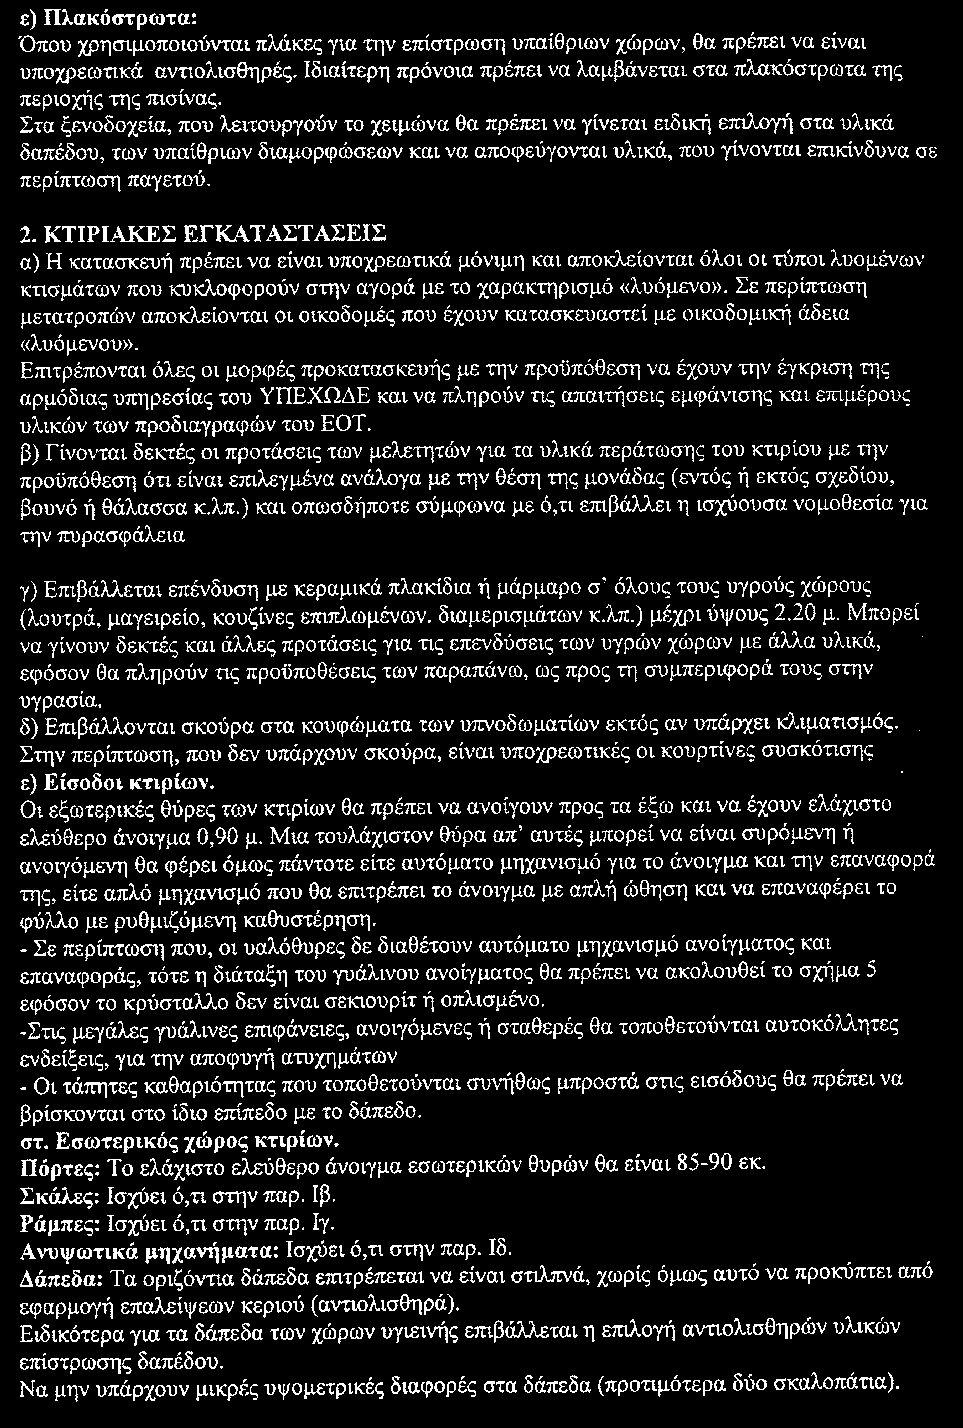 ε) Πλακόστρωτα:
Όπου χρησιμοποιούνται πλάκες για την επίστρωση υπαίθριων χώρων, θα πρέπει να είναι
υποχρεωτικά αντιολισθηρές. Ιδιαίτερη πρόνοια πρέπει να λαμβάνεται στα πλακόστρωτα της
περιοχής της πισίνας.
Στα ξενοδοχεία, που λειτουργούν το χειμώνα θα πρέπει να γίνεται ειδική επιλογή στα υλικά
δαπέδου, των υπαίθριων διαμορφώσεων και να αποφεύγονται υλικά, που γίνονται επικίνδυνα σε
περίπτωση παγετού.
2. ΚΤΙΡΙΑΚΕΣ ΕΓΚΑΤΑΣΤΑΣΕΙΣ
α) Η κατασκευή πρέπει να είναι υποχρεωτικά μόνιμη και αποκλείονται όλοι οι τύποι λυομένων
κτισμάτων που κυκλοφορούν στην αγορά με το χαρακτηρισμό «λυόμενο». Σε περίπτωση
μετατροπών αποκλείονται οι οικοδομές που έχουν κατασκευαστεί με οικοδομική άδεια
«λυόμενου».
Επιτρέπονται όλες οι μορφές προκατασκευής με την προϋπόθεση να έχουν την έγκριση της
αρμόδιας υπηρεσίας του ΥΠΕΧΩΔΕ και να πληρούν τις απαιτήσεις εμφάνισης και επιμέρους
υλικών των προδιαγραφών του ΕΟΤ.
β) Γίνονται δεκτές οι προτάσεις των μελετητών για τα υλικά περάτωσης του κτιρίου με την
προϋπόθεση ότι είναι επιλεγμένα ανάλογα με την θέση της μονάδας (εντός ή εκτός σχεδίου,
βουνό ή θάλασσα κ.λπ.) και οπωσδήποτε σύμφωνα με ό,τι επιβάλλει η ισχύουσα νομοθεσία για
την πυρασφάλεια
γ) Επιβάλλεται επένδυση με κεραμικά πλακίδια ή μάρμαρο σ' όλους τους υγρούς χώρους
(λουτρά, μαγειρείο, κουζίνες επιπλωμένων. διαμερισμάτων κ.λπ.) μέχρι ύψους 2.20 μ. Μπορεί
να γίνουν δεκτές και άλλες προτάσεις για τις επενδύσεις των υγρών χώρων με άλλα υλικά,
εφόσον θα πληρούν τις προϋποθέσεις των παραπάνω, ως προς τη συμπεριφορά τους στην
υγρασία.
δ) Επιβάλλονται σκούρα στα κουφώματα των υπνοδωματίων εκτός αν υπάρχει κλιματισμός.
Στην περίπτωση, που δεν υπάρχουν σκούρα, είναι υποχρεωτικές οι κουρτίνες συσκότισης
ε) Είσοδοι κτιρίων.
Οι εξωτερικές θύρες των κτιρίων θα πρέπει να ανοίγουν προς τα έξω και να έχουν ελάχιστο
ελεύθερο άνοιγμα 0,90 μ. Μια τουλάχιστον θύρα απ' αυτές μπορεί να είναι συρόμενη ή
ανοιγόμενη θα φέρει όμως πάντοτε είτε αυτόματο μηχανισμό για το άνοιγμα και την επαναφορά
της, είτε απλό μηχανισμό που θα επιτρέπει το άνοιγμα με απλή ώθηση και να επαναφέρει το
φύλλο με ρυθμιζόμενη καθυστέρηση.
- Σε περίπτωση που, οι υαλόθυρες δε διαθέτουν αυτόματο μηχανισμό ανοίγματος και
επαναφοράς, τότε η διάταξη του γυάλινου ανοίγματος θα πρέπει να ακολουθεί το σχήμα 5
εφόσον το κρύσταλλο δεν είναι σεκιουρίτ ή οπλισμένο.
-Στις μεγάλες γυάλινες επιφάνειες, ανοιγόμενες ή σταθερές θα τοποθετούνται αυτοκόλλητες
ενδείξεις, για την αποφυγή ατυχημάτων
- Οι τάπητες καθαριότητας που τοποθετούνται συνήθως μπροστά στις εισόδους θα πρέπει να
βρίσκονται στο ίδιο επίπεδο με το δάπεδο.
στ. Εσωτερικός χώρος κτιρίων.
Πόρτες: Το ελάχιστο ελεύθερο άνοιγμα εσωτερικών θυρών θα είναι 85-90 εκ.
Σκάλες: Ισχύει ό,τι στην παρ. Ιβ.
Ράμπες: Ισχύει ό,τι στην παρ. Ιγ.
Ανυψωτικά μηχανήματα: Ισχύει ό,τι στην παρ. Ιδ.
Δάπεδα: Τα οριζόντια δάπεδα επιτρέπεται να είναι στιλπνά, χωρίς όμως αυτό να προκύπτει από
εφαρμογή επαλείψεων κεριού (αντιολισθηρά).
Ειδικότερα για τα δάπεδα των χώρων υγιεινής επιβάλλεται η επιλογή αντιολισθηρών υλικών
επίστρωσης δαπέδου.
Να μην υπάρχουν μικρές υψομετρικές διαφορές στα δάπεδα (προτιμότερα δύο σκαλοπάτια).